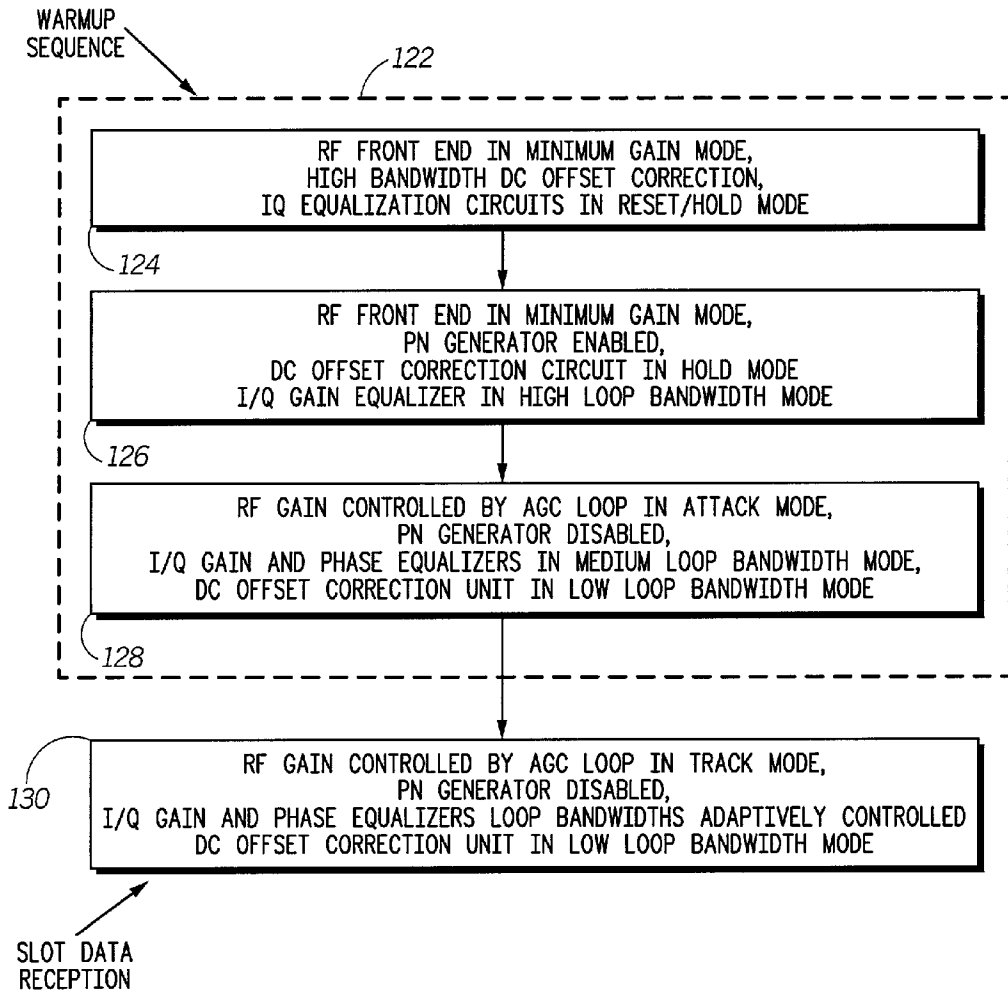 WARMUP
SEQUENCE
122
RF FRONT END IN MINIMUM GAIN MODE,
HIGH BANDWIDTH DC OFFSET CORRECTION,
IQ EQUALIZATION CIRCUITS IN RESET/HOLD MODE
124
RF FRONT END IN MINIMUM GAIN MODE,
PN GENERATOR ENABLED,
DC OFFSET CORRECTION CIRCUIT IN HOLD MODE
I/Q GAIN EQUALIZER IN HIGH LOOP BANDWIDTH MODE
126
RF GAIN CONTROLLED BY AGC LOOP IN ATTACK MODE,
PN GENERATOR DISABLED,
I/Q GAIN AND PHASE EQUALIZERS IN MEDIUM LOOP BANDWIDTH MODE,
DC OFFSET CORRECTION UNIT IN LOW LOOP BANDWIDTH MODE
128
RF GAIN CONTROLLED BY AGC LOOP IN TRACK MODE,
PN GENERATOR DISABLED,
I/Q GAIN AND PHASE EQUALIZERS LOOP BANDWIDTHS ADAPTIVELY CONTROLLED
DC OFFSET CORRECTION UNIT IN LOW LOOP BANDWIDTH MODE
130
SLOT DATA
RECEPTION